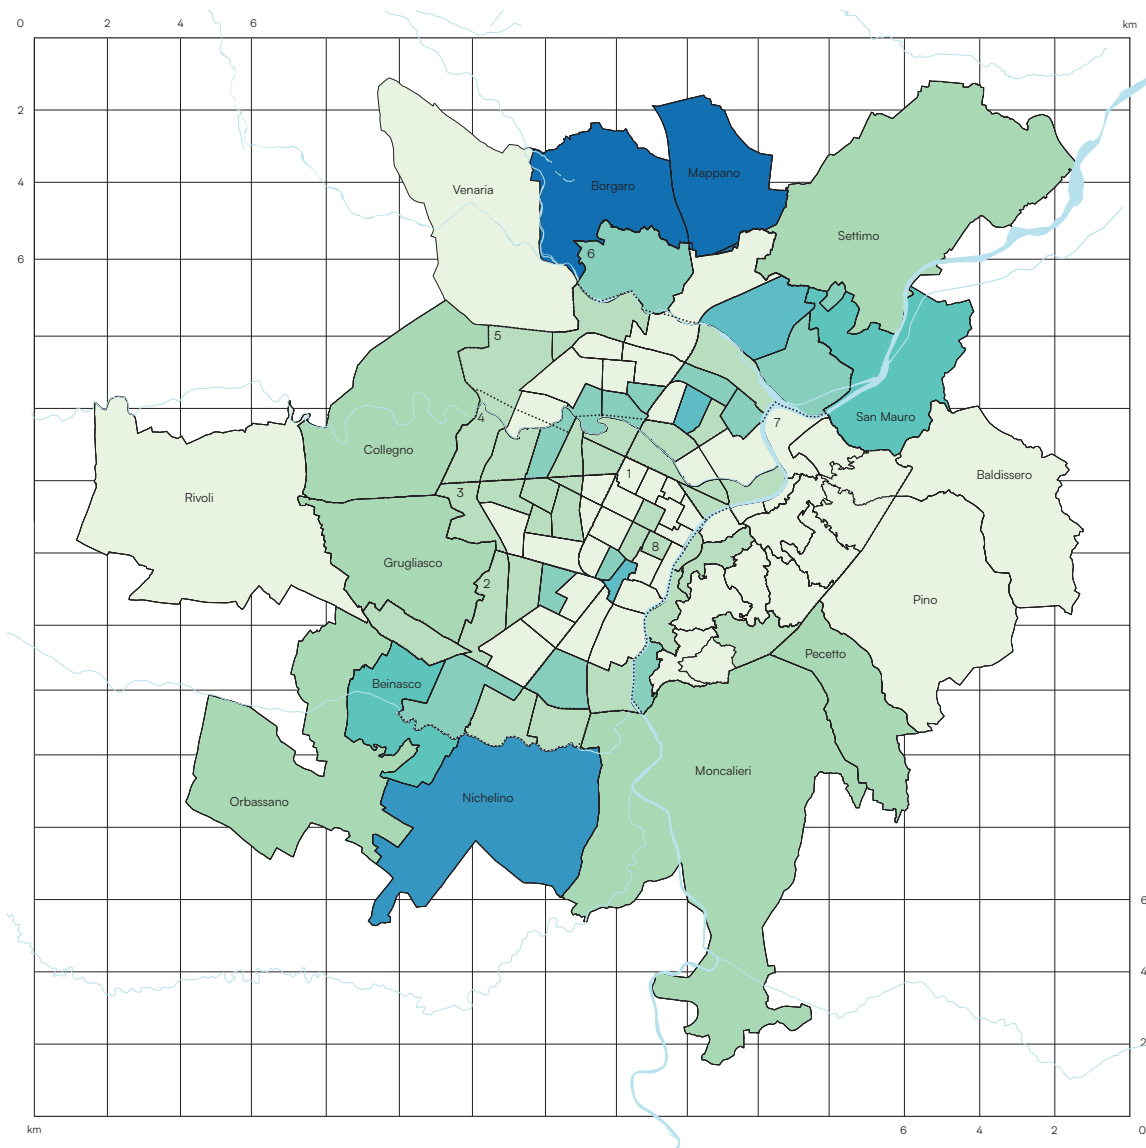 0 2 4 6 km
2
4
6
Mappano
Borgaro
Venaria
Settimo
6
5
4
San Mauro
7
Collegno
1
Baldissero
3
Rivoli
8
Grugliasco
2
Pino
Pecetto
Beinasco
Moncalieri
Nichelino
Orbassano
6
4
2
km 6 4 2 0